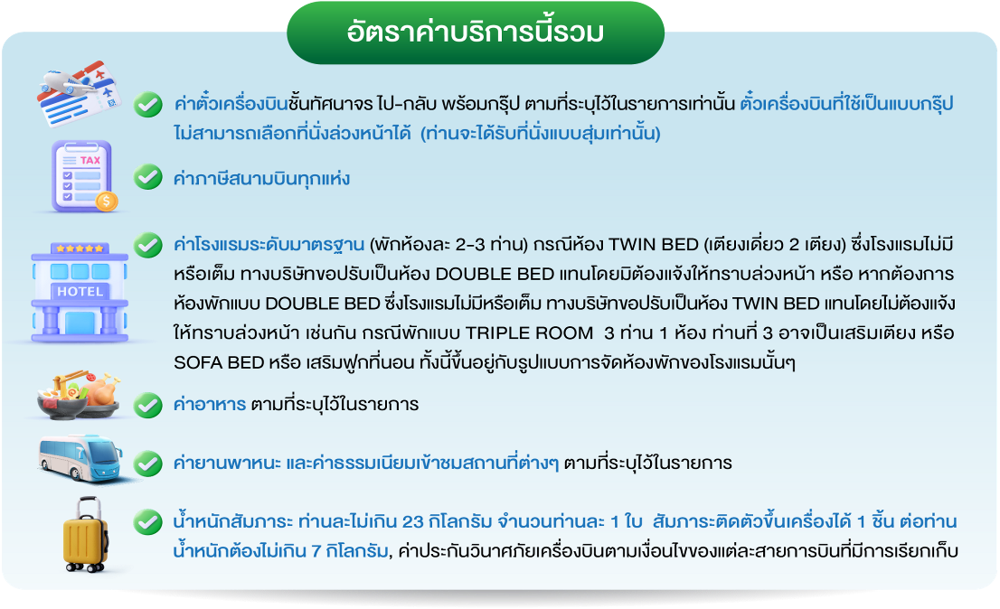 อัตราค่าบริการนี้รวม
ค่าตั๋วเครื่องบินชั้นทัศนาจร ไป-กลับ พร้อมกรุ๊ป ตามที่ระบุไว้ในรายการเท่านั้น ตั๋วเครื่องบินที่ใช้เป็นแบบกรุ๊ป
ไม่สามารถเลือกที่นั่งล่วงหน้าได้ (ท่านจะได้รับที่นั่งแบบสุ่มเท่านั้น)
TAX
$
ค่าภาษีสนามบินทุกแห่ง
HOTEL
ค่าโรงแรมระดับมาตรฐาน (พักห้องละ 2-3 ท่าน) กรณีห้อง TWIN BED (เตียงเดี่ยว 2 เตียง) ซึ่งโรงแรมไม่มี
หรือเต็ม ทางบริษัทขอปรับเป็นห้อง DOUBLE BED แทนโดยมิต้องแจ้งให้ทราบล่วงหน้า หรือ หากต้องการ
ห้องพักแบบ DOUBLE BED ซึ่งโรงแรมไม่มีหรือเต็ม ทางบริษัทขอปรับเป็นห้อง TWIN BED แทนโดยไม่ต้องแจ้ง
ให้ทราบล่วงหน้า เช่นกัน กรณีพักแบบ TRIPLE ROOM 3 ท่าน 1 ห้อง ท่านที่ 3 อาจเป็นเสริมเตียง หรือ
SOFA BED หรือ เสริมฟูกที่นอน ทั้งนี้ขึ้นอยู่กับรูปแบบการจัดห้องพักของโรงแรมนั้นๆ
ค่าอาหาร ตามที่ระบุไว้ในรายการ
ค่ายานพาหนะ และค่าธรรมเนียมเข้าชมสถานที่ต่างๆ ตามที่ระบุไว้ในรายการ
น้ำหนักสัมภาระ ท่านละไม่เกิน 23 กิโลกรัม จำนวนท่านละ 1 ใบ สัมภาระติดตัวขึ้นเครื่องได้ 1 ชิ้น ต่อท่าน
น้ำหนักต้องไม่เกิน 7 กิโลกรัม, ค่าประกันวินาศภัยเครื่องบินตามเงื่อนไขของแต่ละสายการบินที่มีการเรียกเก็บ